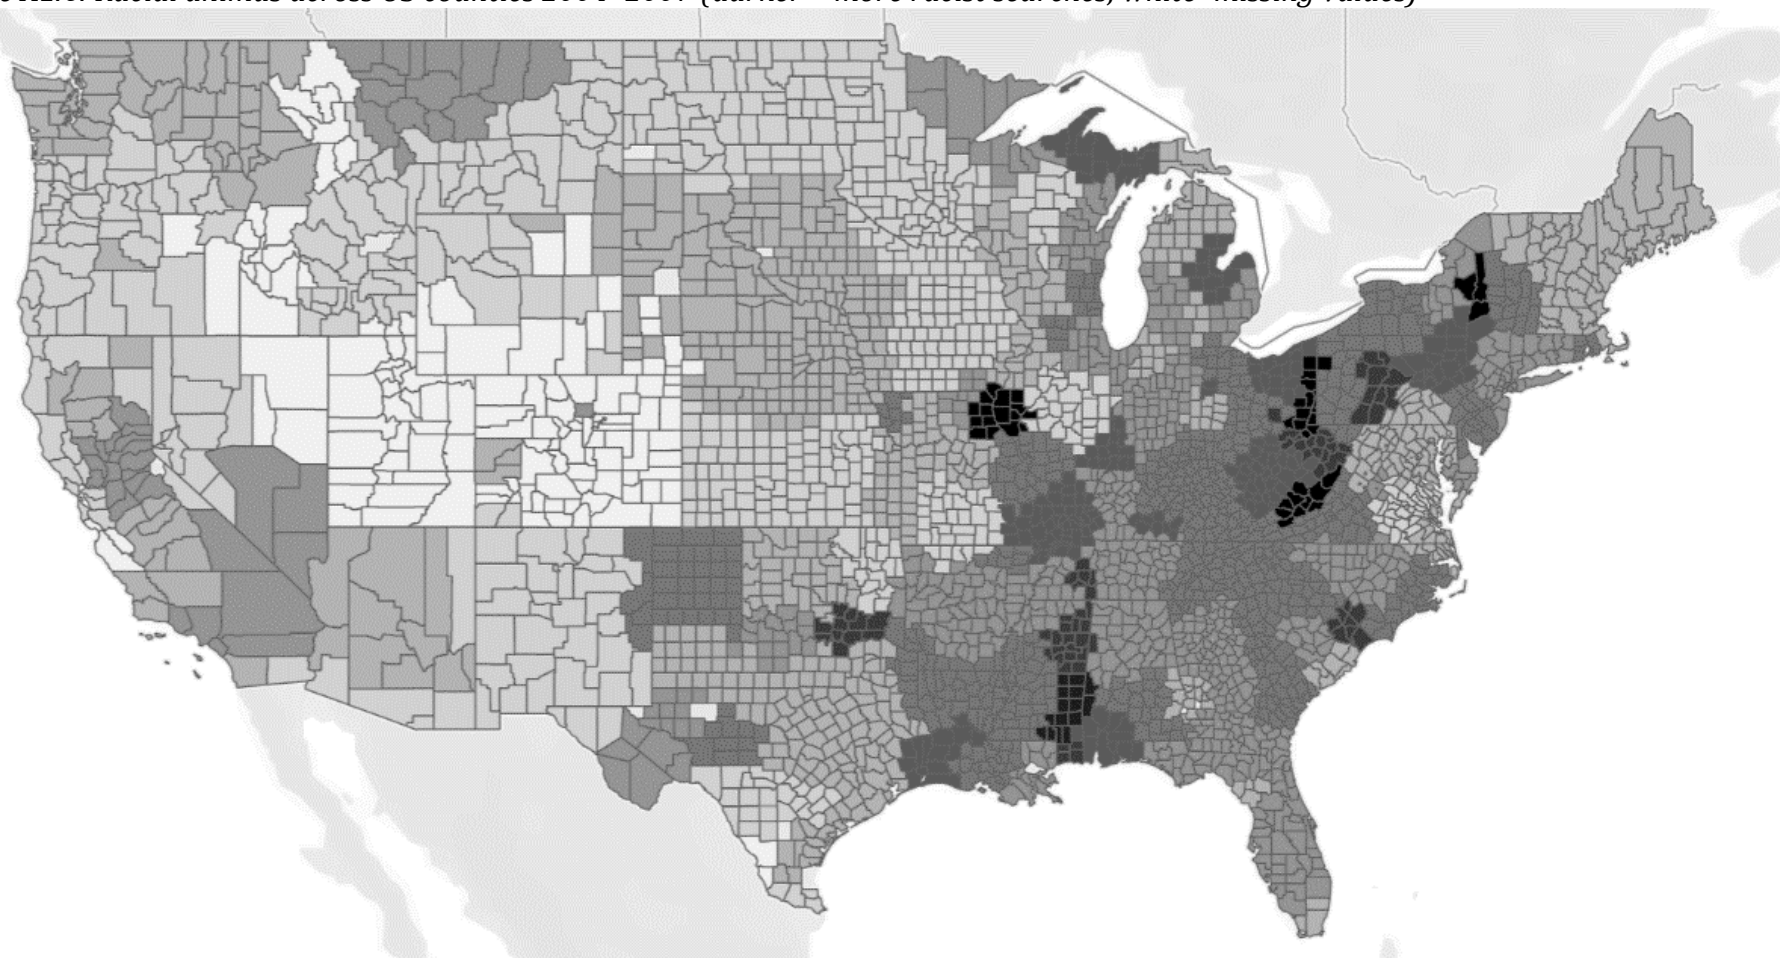 Racial animus across US counties 2004-2007 (darker = more racist searches, white=missing values)